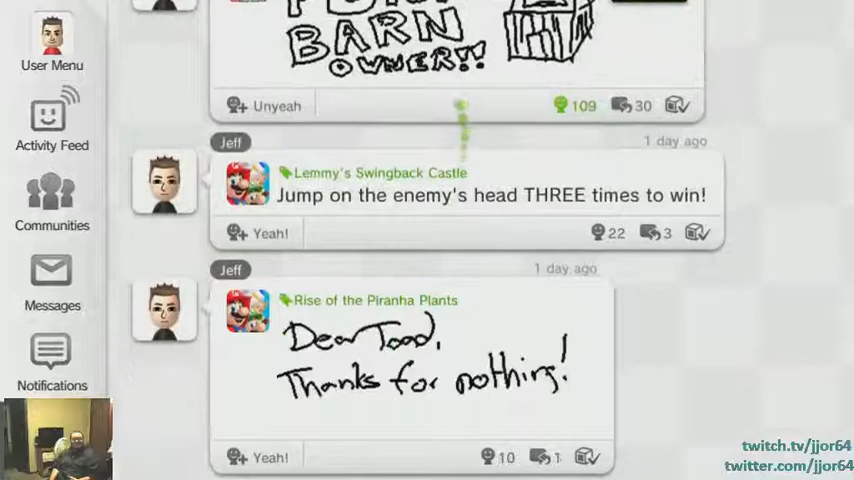 BARN
OWNER!!
User Menu
Unyeah
109
30
Jeff
1 day ago
Activity Feed
Lemmy's Swingback Castle
Jump on the enemy's head THREE times to win!
Communities
Yeah!
22
3
Jeff
1 day ago
Messages
Rise of the Piranha Plants
Dear Toad,
Thanks for nothing!
Notifications
Yeah!
10
1
twitch.tv/jjor64
twitter.com/jjor64